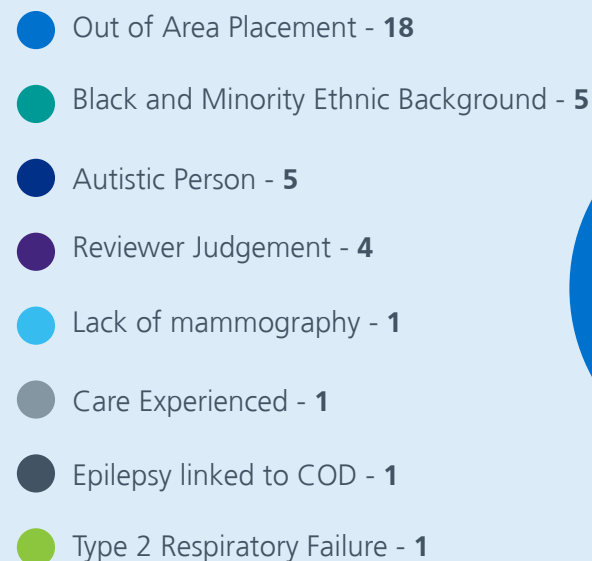 Out of Area Placement - 18
Black and Minority Ethnic Background - 5
Autistic Person - 5
Reviewer Judgement - 4
Lack of mammography - 1
Care Experienced - 1
Epilepsy linked to COD - 1
Type 2 Respiratory Failure - 1